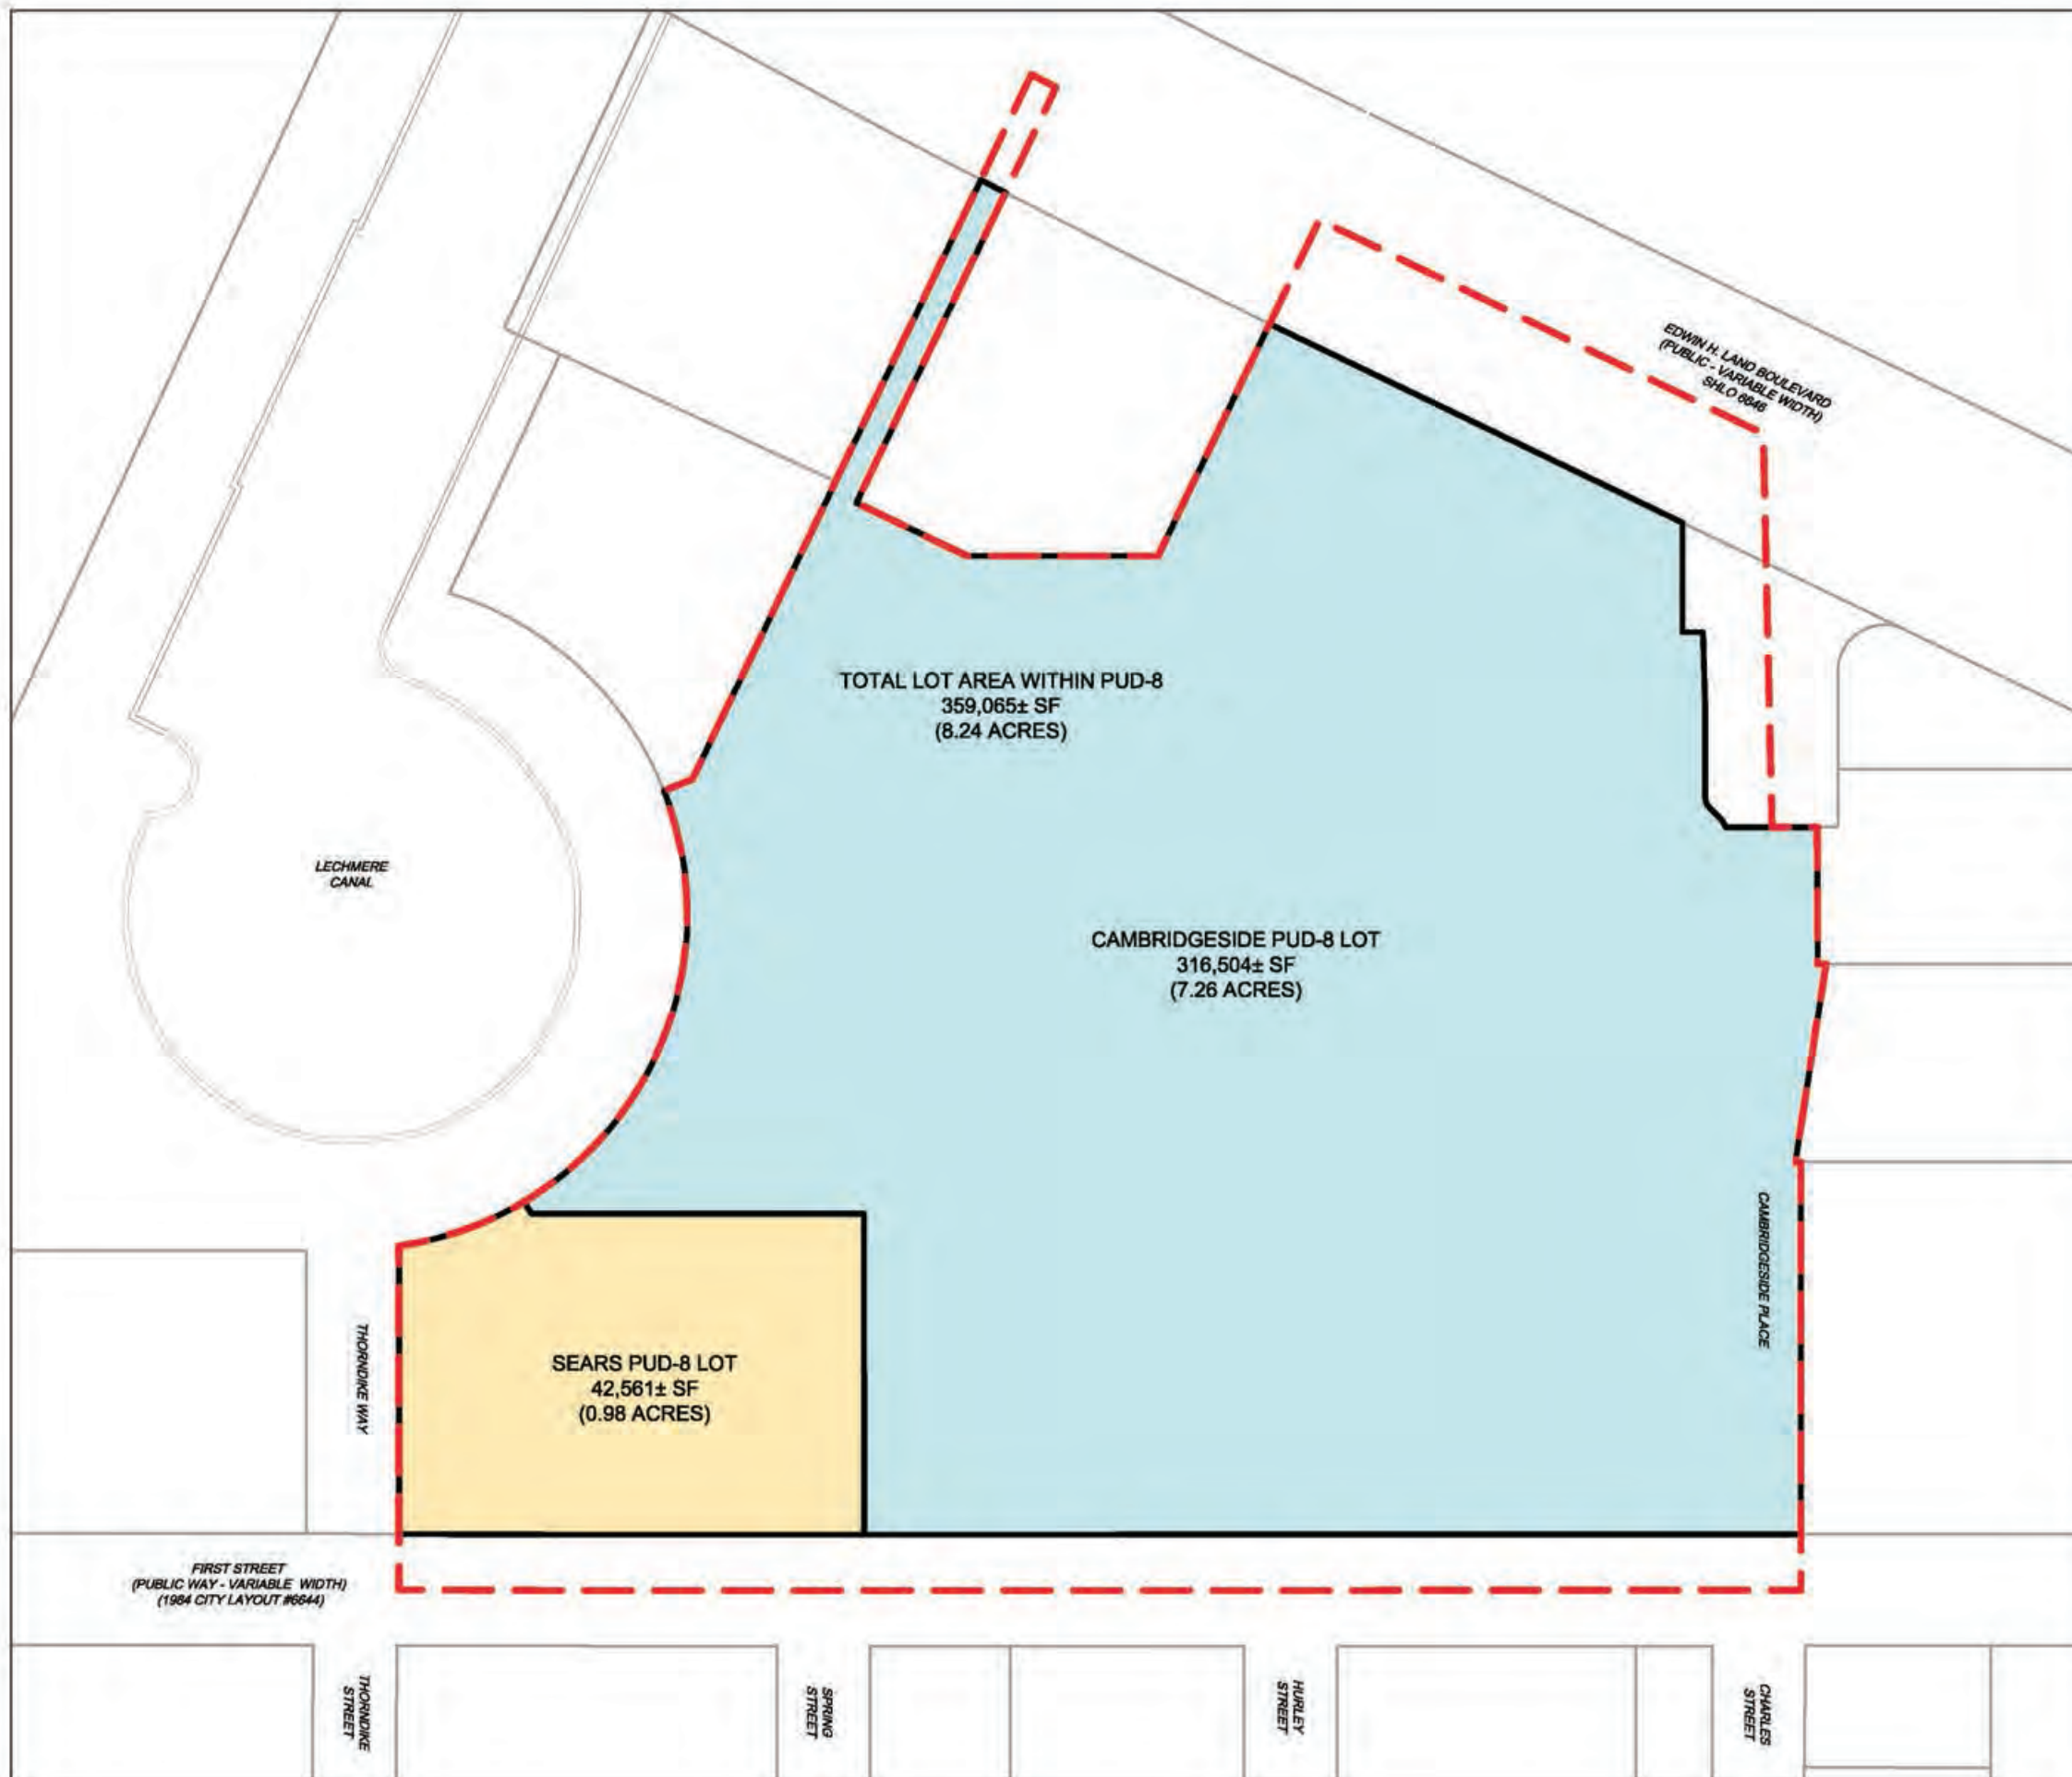 EDWIN H. LAND BOULEVARD
(PUBLIC - VARIABLE WIDTH)
SHLO 6646
TOTAL LOT AREA WITHIN PUD-8
359,065± SF
(8.24 ACRES)
LECHMERE
CANAL
CAMBRIDGESIDE PUD-8 LOT
316,504± SF
(7.26 ACRES)
CAMBRIDGESIDE PLACE
THORNDIKE WAY
SEARS PUD-8 LOT
42,561± SF
(0.98 ACRES)
FIRST STREET
(PUBLIC WAY - VARIABLE WIDTH)
(1984 CITY LAYOUT #6644)
THORNDIKE
STREET
SPRING
STREET
HURLEY
STREET
CHARLES
STREET